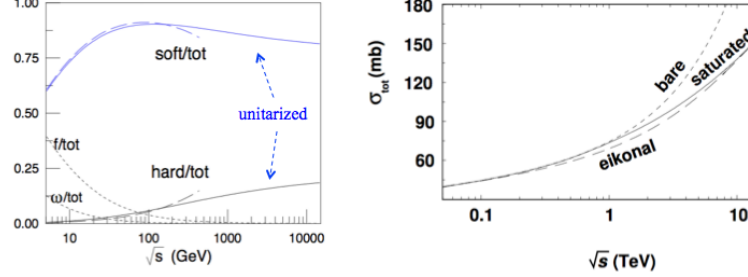 1.00
0.75
0.50
0.25
0.00
soft/tot
unitarized
f/tot
hard/tot
ω/tot
10
100
1000
10000
√s (GeV)
180
150
120
90
60
σtot (mb)
bare
saturated
eikonal
0.1
1
10
√s (TeV)